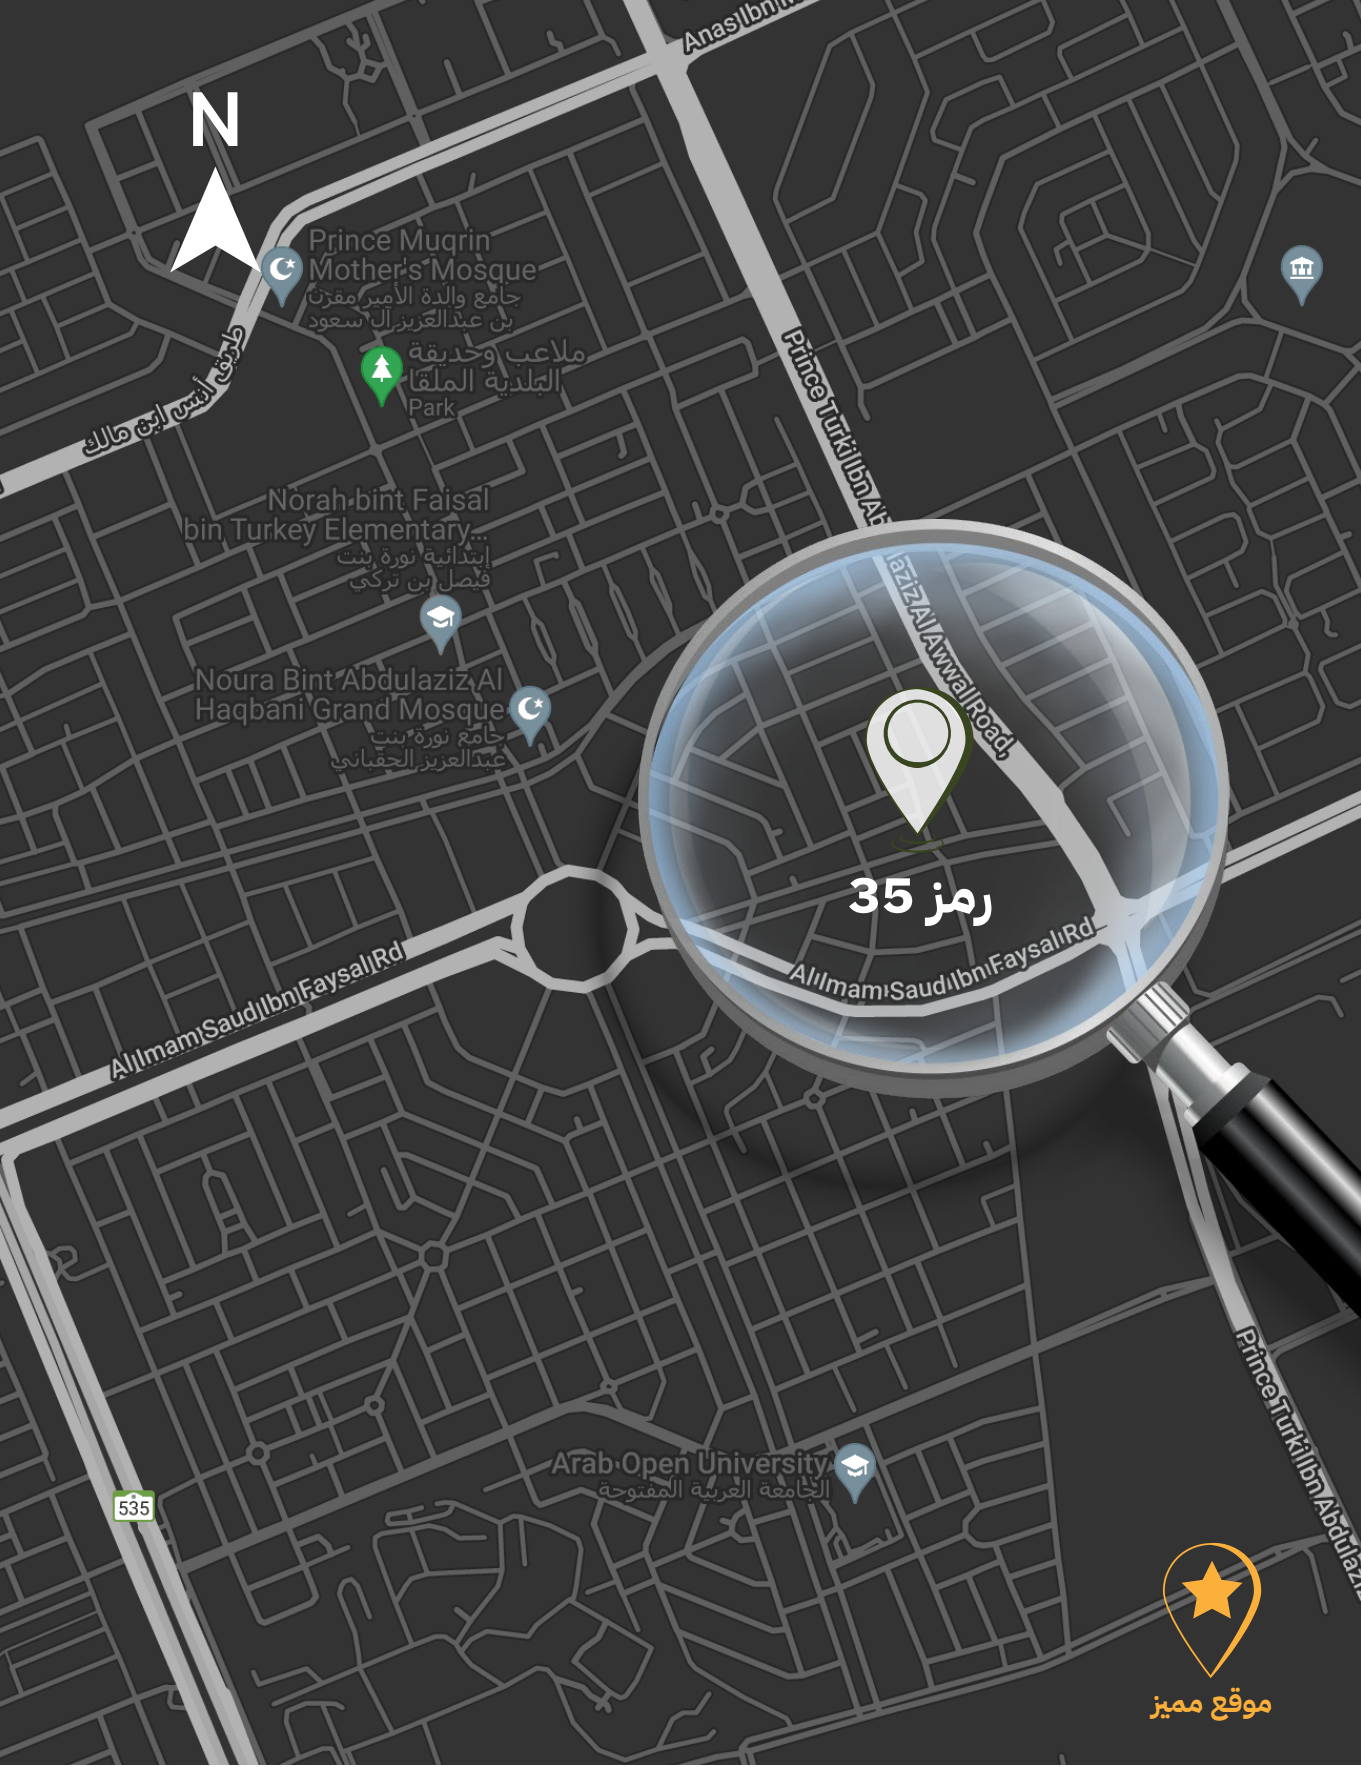 Anas Ibn M
N
Prince Muqrin
Mother's Mosque
جامع والدة الأمير مقرن
بن عبدالعزيز آل سعود
طريق أنس ابن مالك
ملاعب وحديقة
البلدية الملقا
Park
Prince Turki Ibn Ab
Norah bint Faisal
bin Turkey Elementary...
إبتدائية نورة بنت
فيصل بن تركي
laziz Al Awwal Road,
Noura Bint Abdulaziz Al
Haqbani Grand Mosque
جامع نورة بنت
عبدالعزيز الحقباني
رمز 35
Al Imam Saud Ibn Faysal Rd
Al Imam Saud Ibn Faysal Rd
Prince Turki Ibn Abdulaziz
Arab Open University
الجامعة العربية المفتوحة
535
موقع مميز